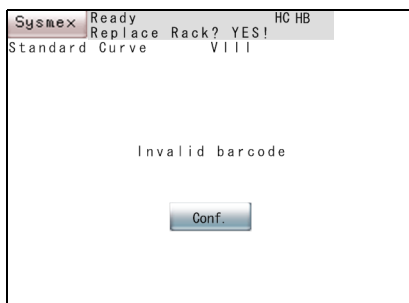 Sysmex Ready HC HB
Replace Rack? YES!
Standard Curve VIII
Invalid barcode
Conf.